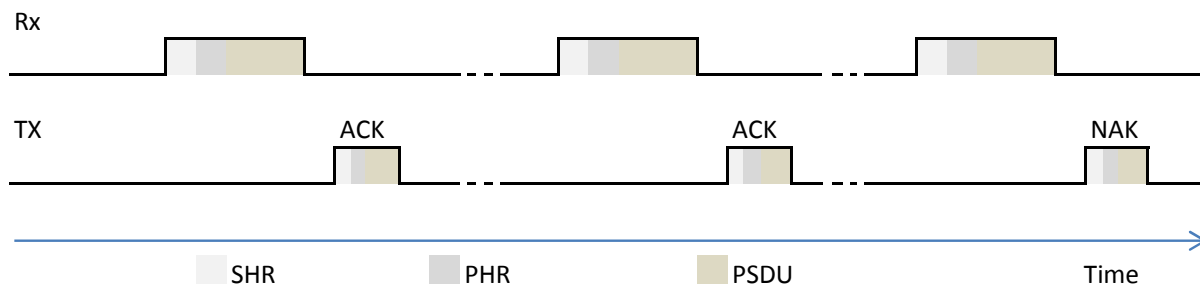 Rx
TX
ACK
ACK
NAK
SHR
PHR
PSDU
Time